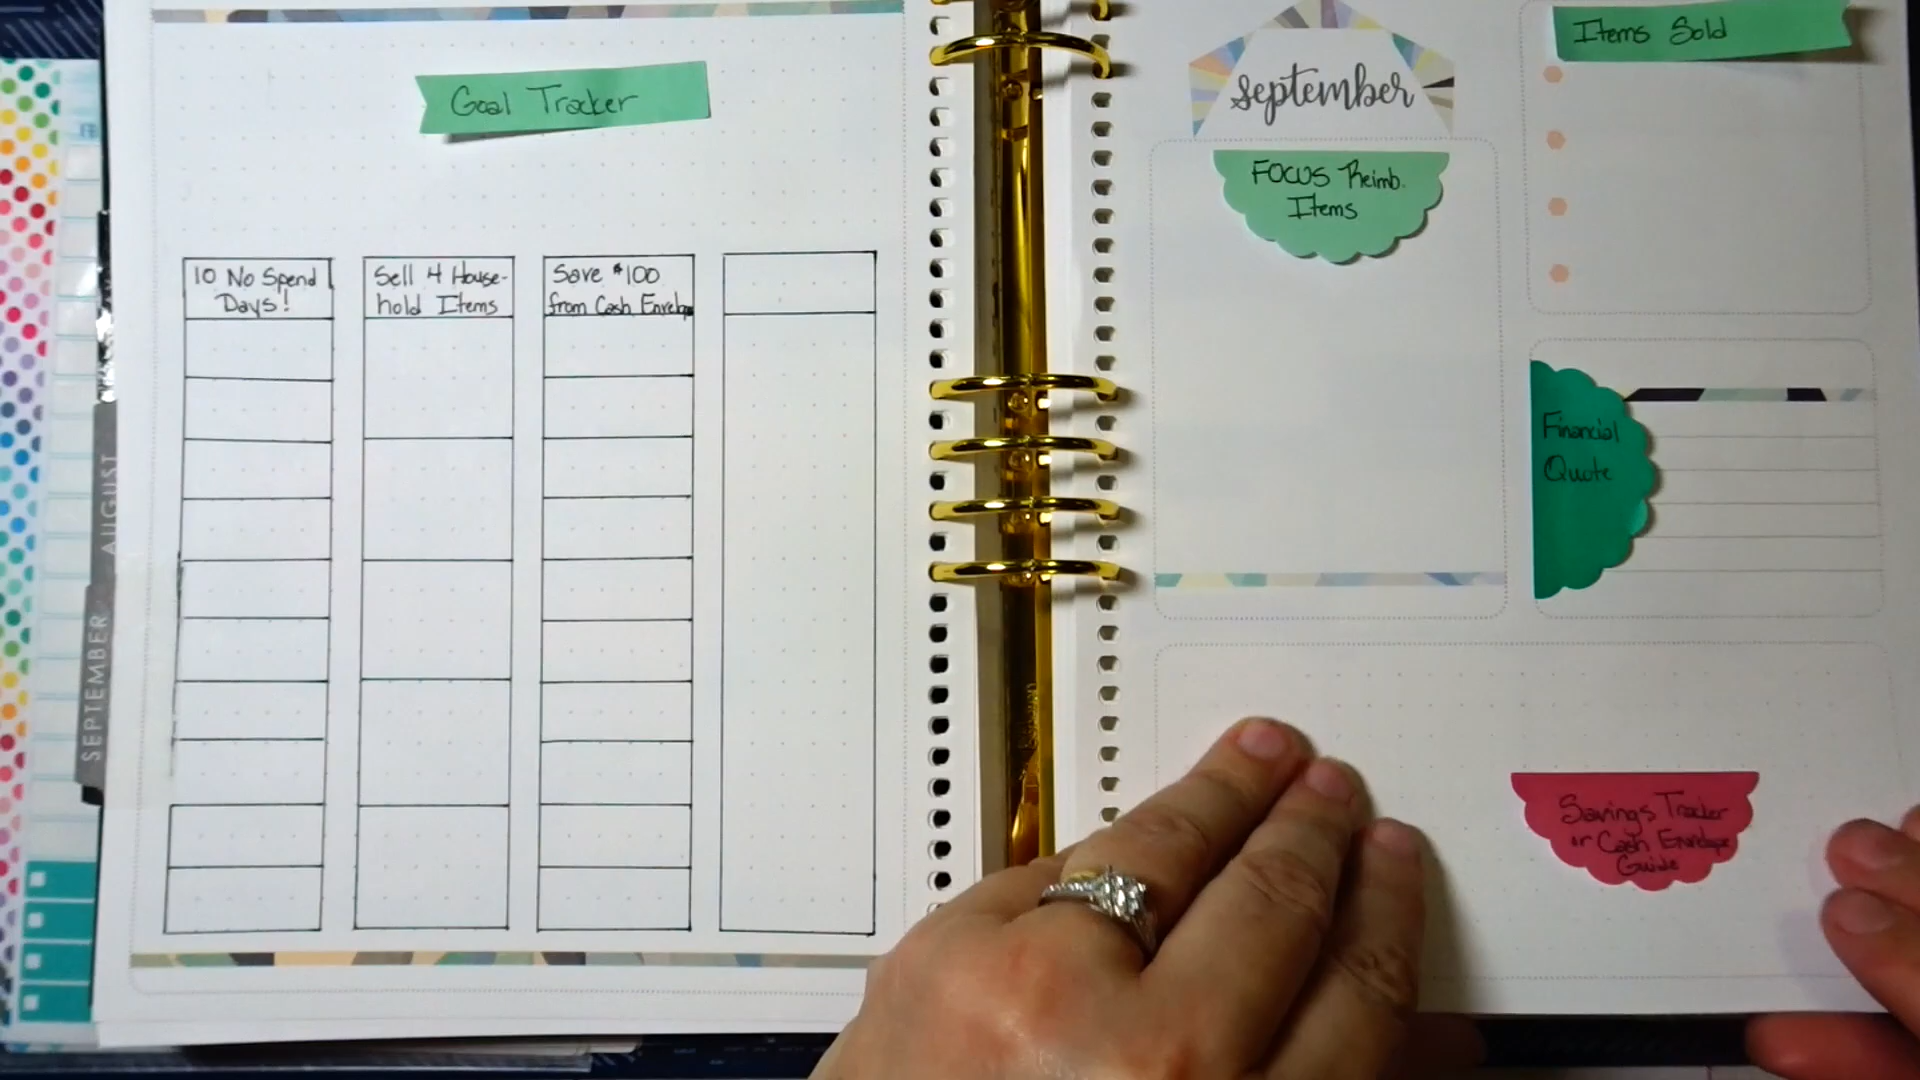 Goal Tracker
10 No Spend
Days!
Sell 4 House-
hold Items
Save $100
from Cash Envelope
AUGUST
SEPTEMBER
september
FOCUS Reimb.
Items
Items Sold
Financial
Quote
Savings Tracker
or Cash Envelope
Guide